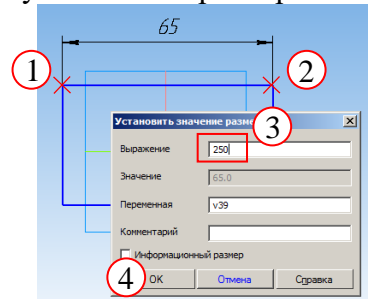 65
1
2
Установить значение разме
3
Выражение 250
Значение 65.0
Переменная v39
Комментарий
Информационный размер
4 ОК Отмена Справка